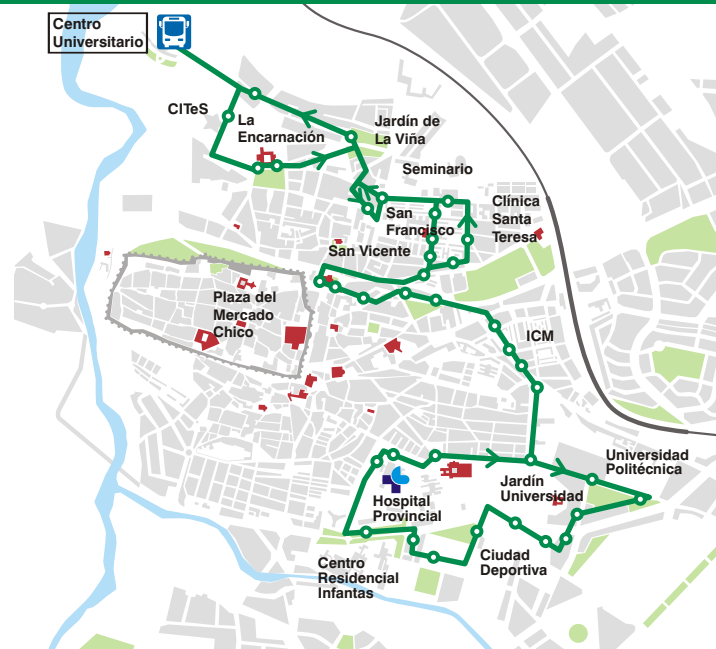 Centro
Universitario
CITeS
La
Encarnación
Jardín de
La Viña
Seminario
Clínica
Santa
Teresa
San
Francisco
San Vicente
Plaza del
Mercado
Chico
ICM
Universidad
Politécnica
Jardín
Universidad
Hospital
Provincial
Ciudad
Deportiva
Centro
Residencial
Infantas